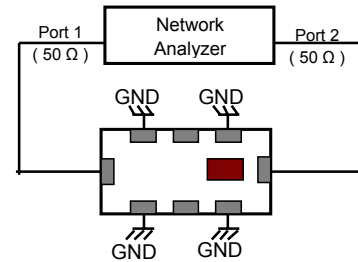 Network
Analyzer
Port 1
( 50 Ω )
Port 2
( 50 Ω )
GND
GND
GND
GND